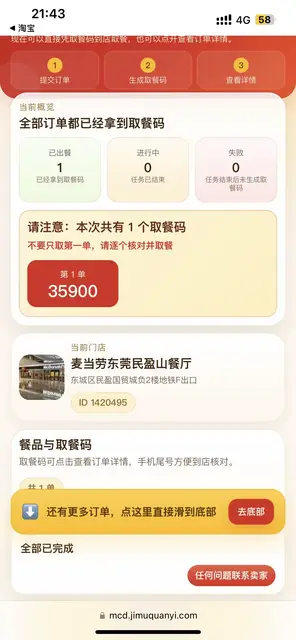 21:43
4G 58
淘宝
现在可以直接凭取餐码到店取餐，也可以点开查看订单详情。
1
提交订单
2
生成取餐码
3
查看详情
当前概览
全部订单都已经拿到取餐码
已出餐
1
已经拿到取餐码
进行中
0
任务已结束
失败
0
任务结束后未生成取
餐码
请注意：本次共有 1 个取餐码
不要只取第一单，请逐个核对并取餐
第 1 单
35900
当前门店
麦当劳东莞民盈山餐厅
东城区民盈国贸城负2楼地铁F出口
ID 1420495
餐品与取餐码
取餐码可点击查看订单详情，手机尾号方便到店核对。
共 1 单
还有更多订单，点这里直接滑到底部
去底部
全部已完成
任何问题联系卖家
mcd.jimuquanyi.com